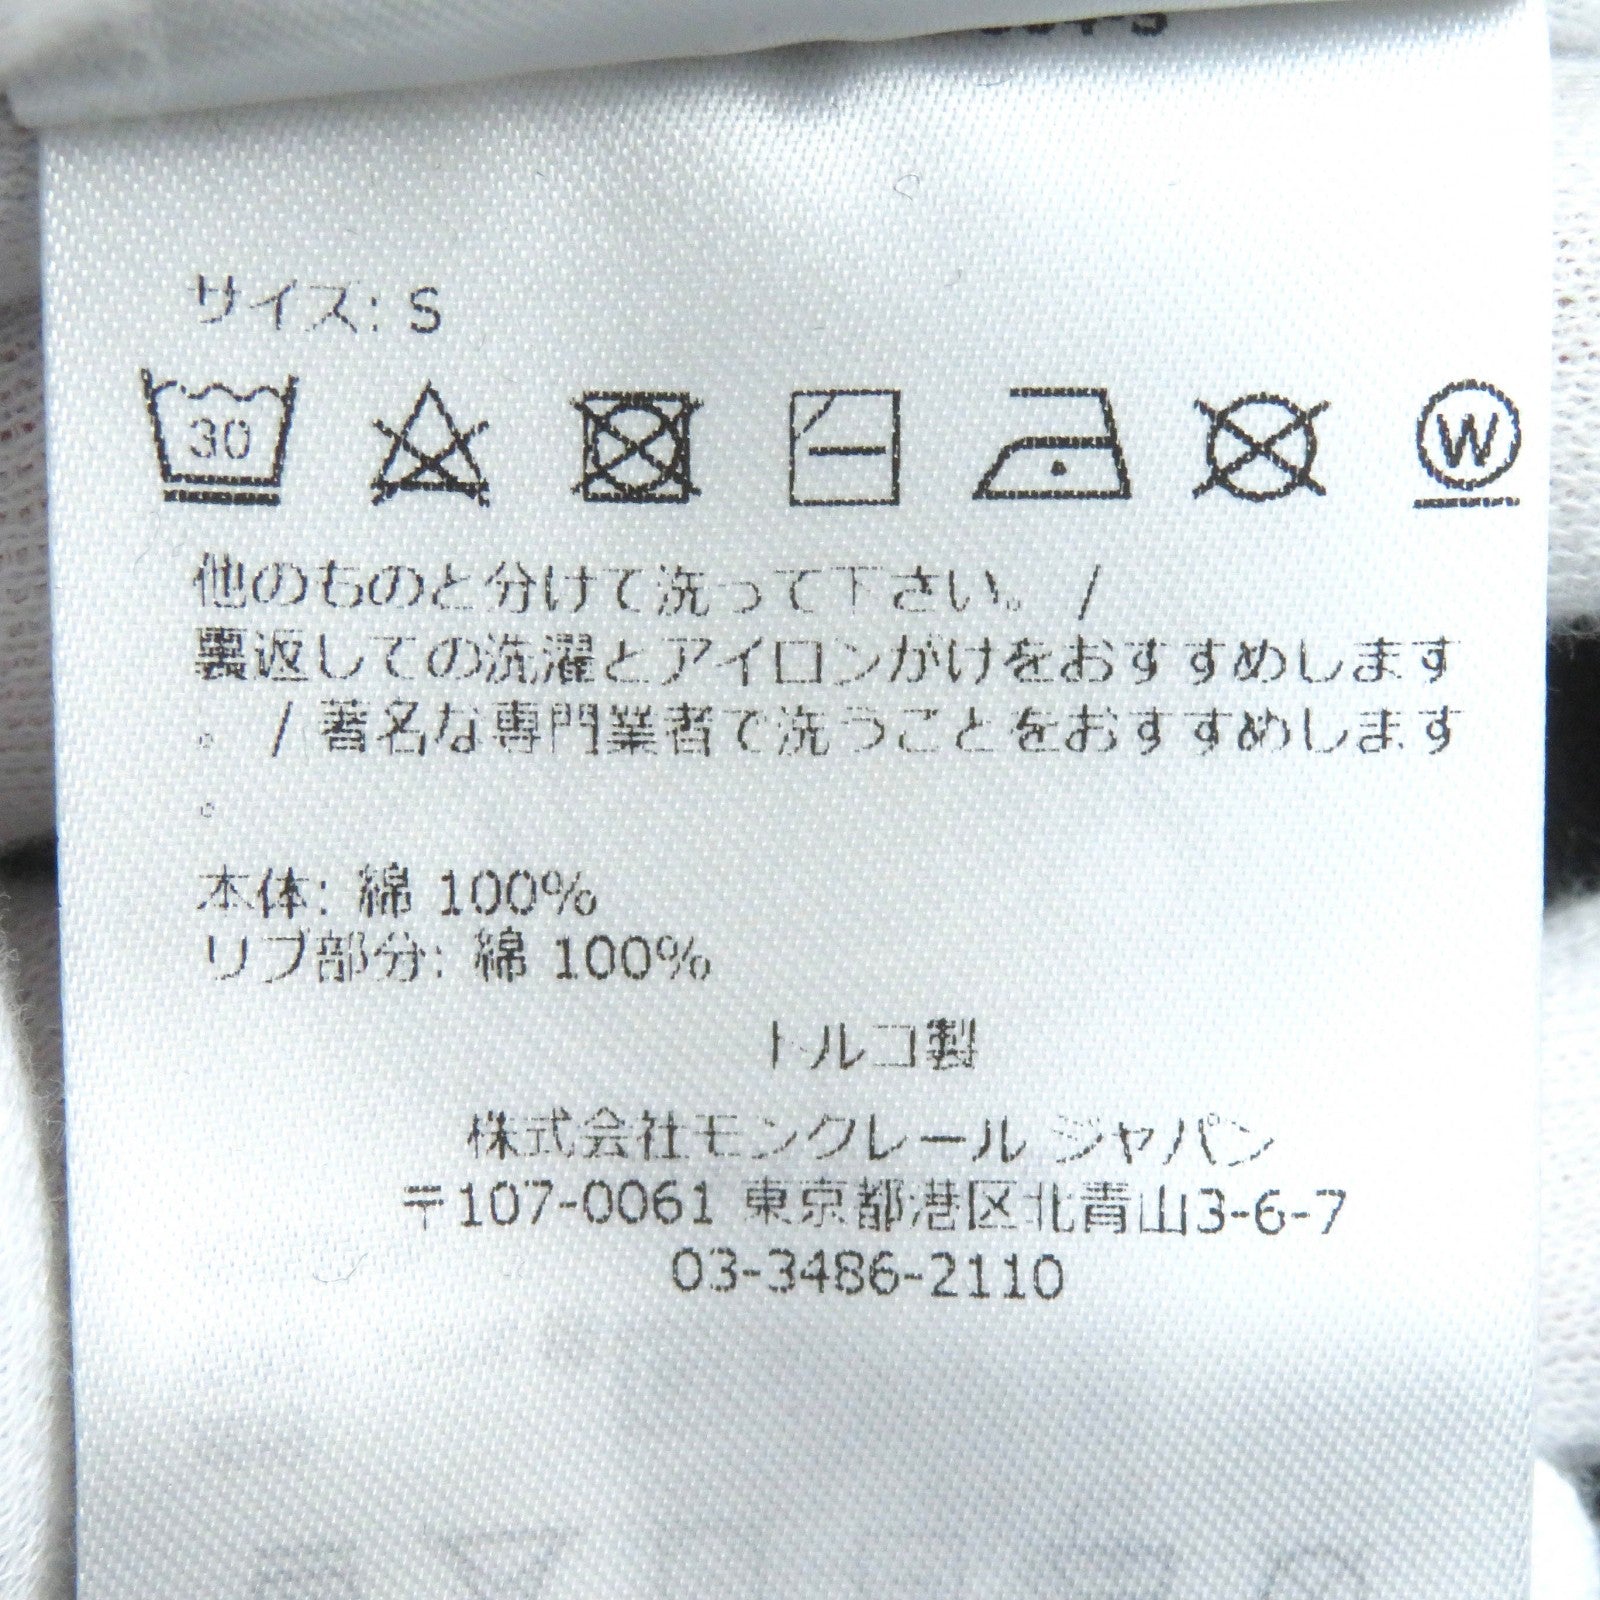 サイズ: S
30
W
他のものと分けて洗って下さい。 /
裏返しての洗濯とアイロンがけをおすすめします
。 / 著名な専門業者で洗うことをおすすめします
。
本体: 綿 100%
リブ部分: 綿 100%
トルコ製
株式会社モンクレール ジャパン
〒107-0061 東京都港区北青山3-6-7
03-3486-2110